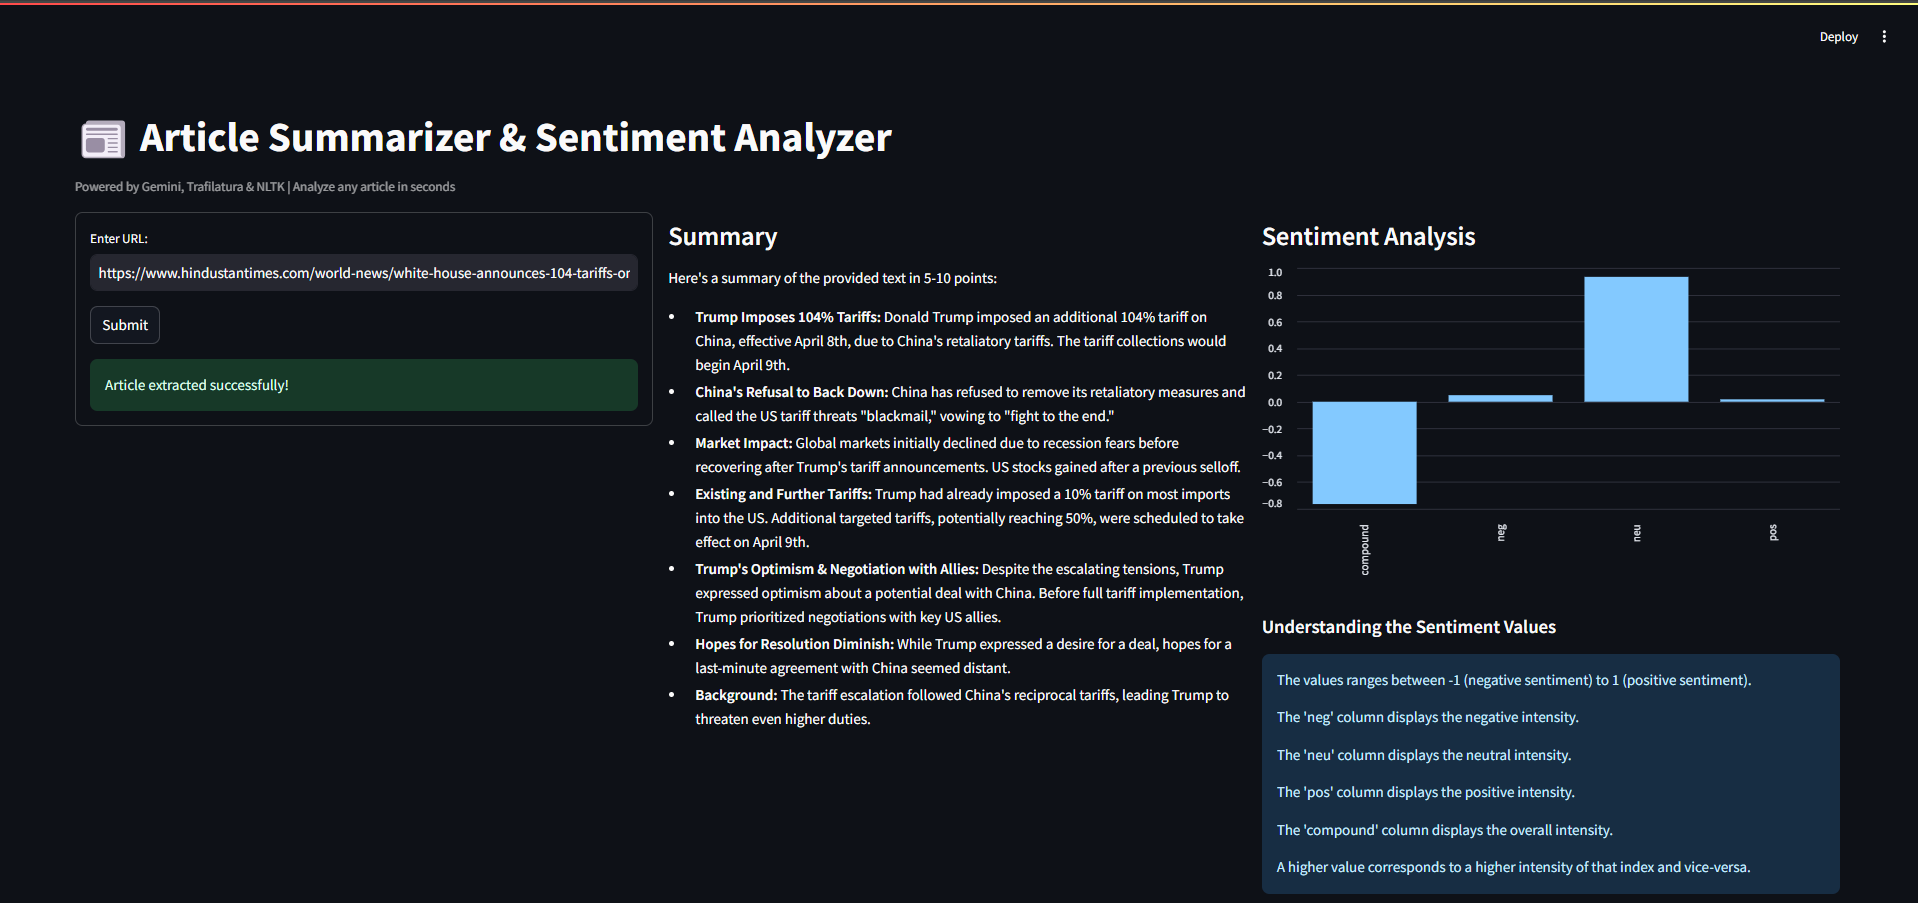 Deploy
Article Summarizer & Sentiment Analyzer
Powered by Gemini, Trafilatura & NLTK | Analyze any article in seconds
Enter URL:
https://www.hindustantimes.com/world-news/white-house-announces-104-tariffs-or
Submit
Article extracted successfully!
Summary
Here's a summary of the provided text in 5-10 points:
• Trump Imposes 104% Tariffs: Donald Trump imposed an additional 104% tariff on
China, effective April 8th, due to China's retaliatory tariffs. The tariff collections would
begin April 9th.
• China's Refusal to Back Down: China has refused to remove its retaliatory measures and
called the US tariff threats "blackmail," vowing to "fight to the end."
• Market Impact: Global markets initially declined due to recession fears before
recovering after Trump's tariff announcements. US stocks gained after a previous selloff.
• Existing and Further Tariffs: Trump had already imposed a 10% tariff on most imports
into the US. Additional targeted tariffs, potentially reaching 50%, were scheduled to take
effect on April 9th.
• Trump's Optimism & Negotiation with Allies: Despite the escalating tensions, Trump
expressed optimism about a potential deal with China. Before full tariff implementation,
Trump prioritized negotiations with key US allies.
• Hopes for Resolution Diminish: While Trump expressed a desire for a deal, hopes for a
last-minute agreement with China seemed distant.
• Background: The tariff escalation followed China's reciprocal tariffs, leading Trump to
threaten even higher duties.
Sentiment Analysis
1.0
0.8
0.6
0.4
0.2
0.0
−0.2
−0.4
−0.6
−0.8
compound
neg
neu
pos
Understanding the Sentiment Values
The values ranges between -1 (negative sentiment) to 1 (positive sentiment).
The 'neg' column displays the negative intensity.
The 'neu' column displays the neutral intensity.
The 'pos' column displays the positive intensity.
The 'compound' column displays the overall intensity.
A higher value corresponds to a higher intensity of that index and vice-versa.